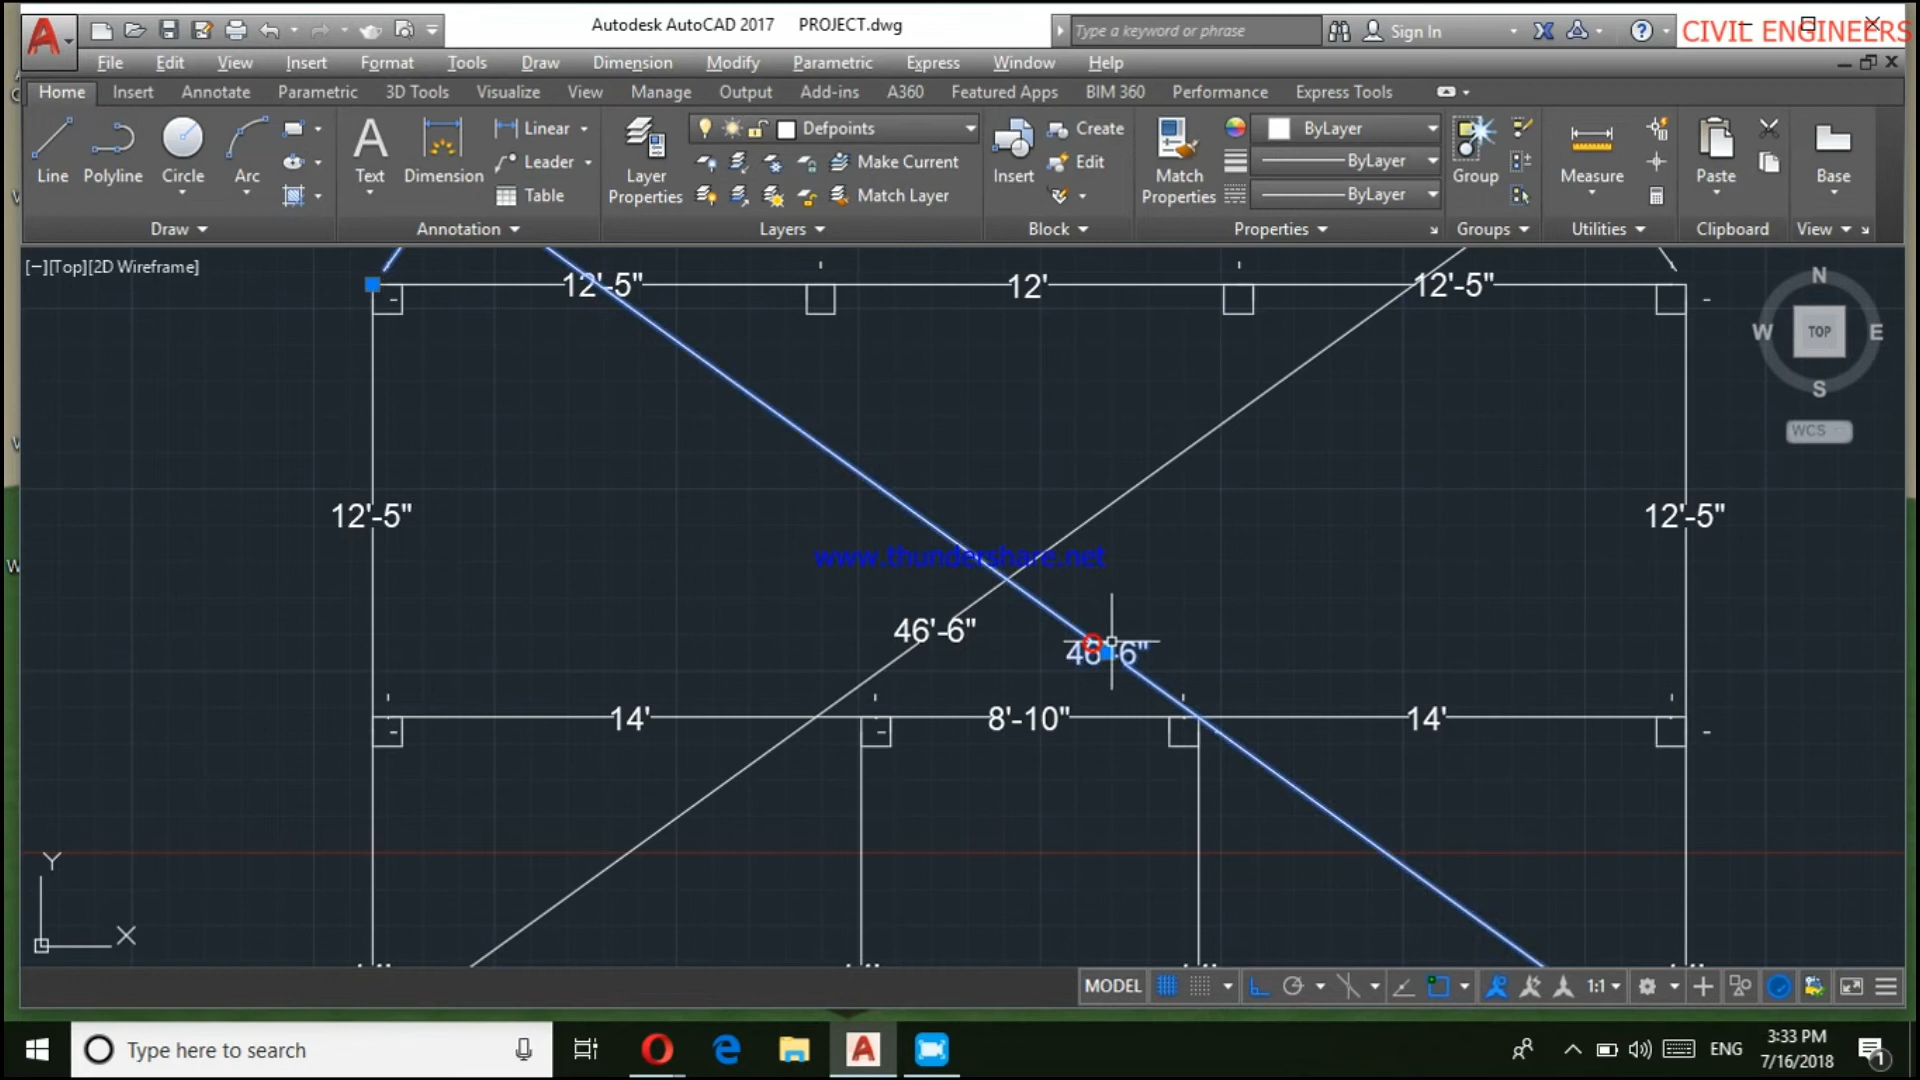 Autodesk AutoCAD 2017 PROJECT.dwg
Type a keyword or phrase
Sign In
CIVIL ENGINEERS
File Edit View Insert Format Tools Draw Dimension Modify Parametric Express Window Help
Home Insert Annotate Parametric 3D Tools Visualize View Manage Output Add-ins A360 Featured Apps BIM 360 Performance Express Tools
Line Polyline Circle Arc
Text Dimension
Linear
Leader
Table
Layer
Properties
Defpoints
Make Current
Match Layer
Insert
Create
Edit
Match
Properties
ByLayer
ByLayer
ByLayer
Group
Measure
Paste
Base
Draw Annotation Layers Block Properties Groups Utilities Clipboard View
[−][Top][2D Wireframe]
12'-5" 12' 12'-5"
N
W TOP E
S
WCS
12'-5" 12'-5"
www.thundershare.net
46'-6"
46'-6"
14' 8'-10" 14'
Y
X
MODEL 1:1
Type here to search
ENG
3:33 PM
7/16/2018
1